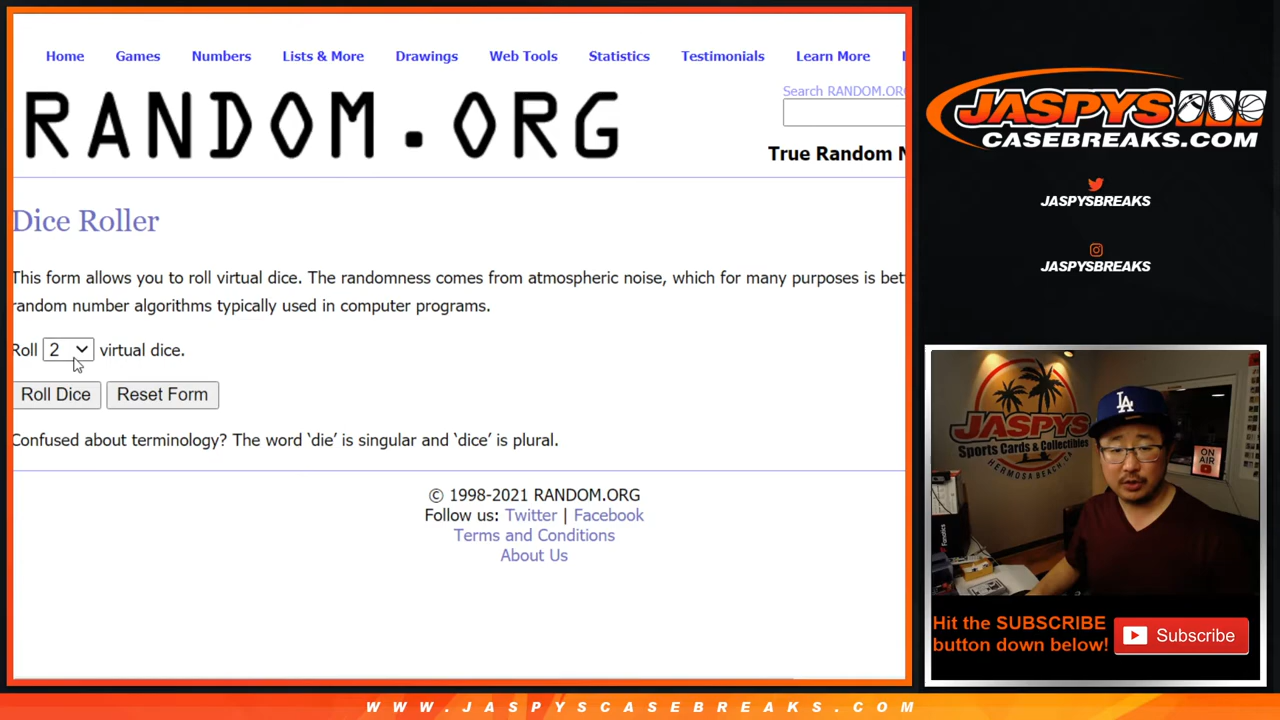 Home Games Numbers Lists & More Drawings Web Tools Statistics Testimonials Learn More
RANDOM.ORG
Search RANDOM.ORG
True Random N
Dice Roller
This form allows you to roll virtual dice. The randomness comes from atmospheric noise, which for many purposes is bet
random number algorithms typically used in computer programs.
Roll 2 virtual dice.
Roll Dice Reset Form
Confused about terminology? The word ‘die’ is singular and ‘dice’ is plural.
© 1998-2021 RANDOM.ORG
Follow us: Twitter | Facebook
Terms and Conditions
About Us
JASPYS
CASEBREAKS.COM
JASPYSBREAKS
JASPYSBREAKS
JASPYS
Sports Cards & Collectibles
HERMOSA BEACH, CA
LA
ON AIR
Fanatics
Hit the SUBSCRIBE
button down below!
Subscribe
WWW.JASPYSCASEBREAKS.COM